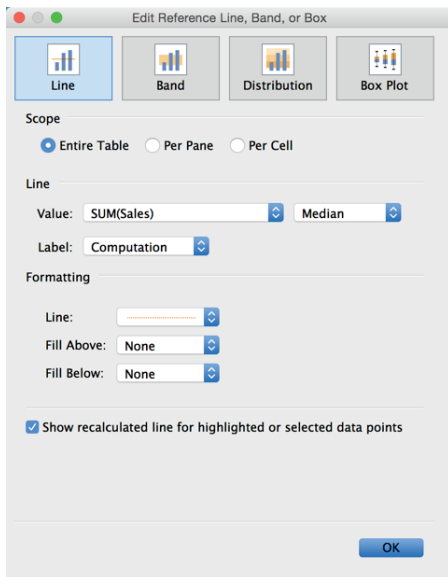 Edit Reference Line, Band, or Box
Line Band Distribution Box Plot
Scope
Entire Table Per Pane Per Cell
Line
Value: SUM(Sales) Median
Label: Computation
Formatting
Line:
Fill Above: None
Fill Below: None
Show recalculated line for highlighted or selected data points
OK